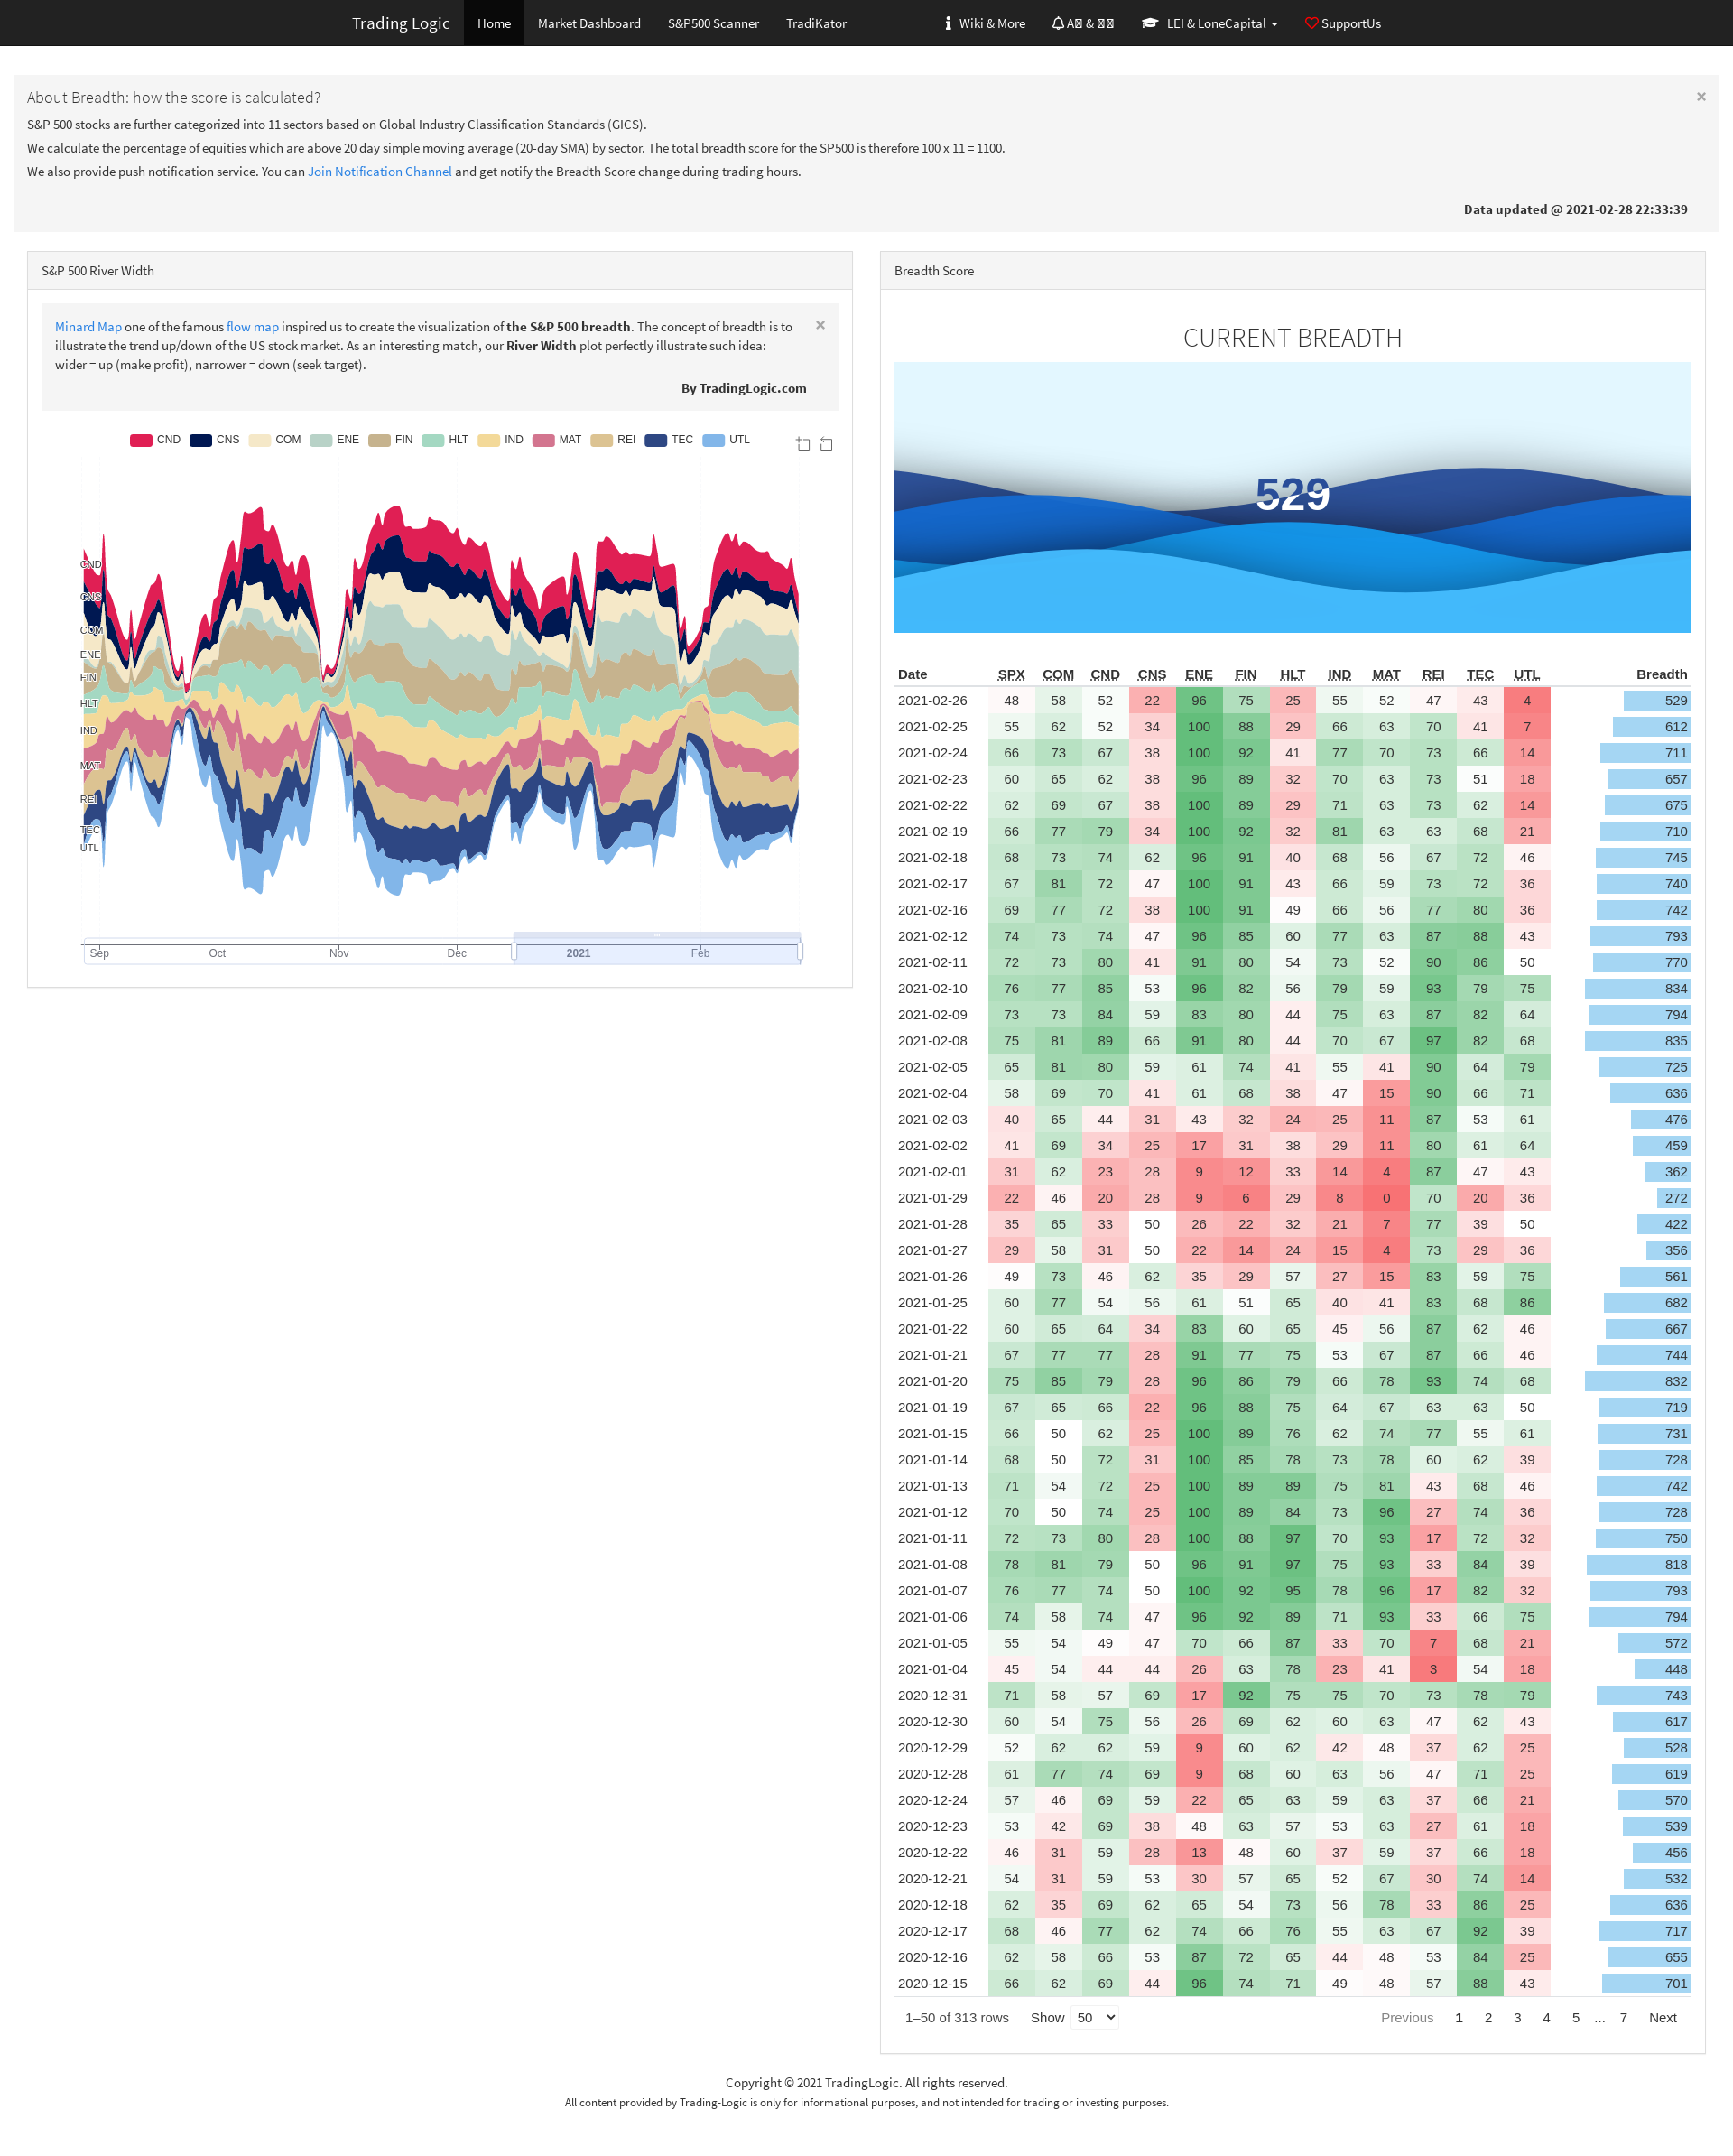 Trading Logic Home Market Dashboard S&P500 Scanner TradiKator Wiki & More LEI & LoneCapital SupportUs
About Breadth: how the score is calculated? ×
S&P 500 stocks are further categorized into 11 sectors based on Global Industry Classification Standards (GICS).
We calculate the percentage of equities which are above 20 day simple moving average (20-day SMA) by sector. The total breadth score for the SP500 is therefore 100 x 11 = 1100.
We also provide push notification service. You can Join Notification Channel and get notify the Breadth Score change during trading hours.
Data updated @ 2021-02-28 22:33:39
S&P 500 River Width
Minard Map one of the famous flow map inspired us to create the visualization of the S&P 500 breadth. The concept of breadth is to ×
illustrate the trend up/down of the US stock market. As an interesting match, our River Width plot perfectly illustrate such idea:
wider = up (make profit), narrower = down (seek target).
By TradingLogic.com
CND CNS COM ENE FIN HLT IND MAT REI TEC UTL
CND
CNS
COM
ENE
FIN
HLT
IND
MAT
REI
TEC
UTL
Sep Oct Nov Dec 2021 Feb
Breadth Score
CURRENT BREADTH
529
Date SPX COM CND CNS ENE FIN HLT IND MAT REI TEC UTL Breadth
2021-02-26 48 58 52 22 96 75 25 55 52 47 43 4 529
2021-02-25 55 62 52 34 100 88 29 66 63 70 41 7 612
2021-02-24 66 73 67 38 100 92 41 77 70 73 66 14 711
2021-02-23 60 65 62 38 96 89 32 70 63 73 51 18 657
2021-02-22 62 69 67 38 100 89 29 71 63 73 62 14 675
2021-02-19 66 77 79 34 100 92 32 81 63 63 68 21 710
2021-02-18 68 73 74 62 96 91 40 68 56 67 72 46 745
2021-02-17 67 81 72 47 100 91 43 66 59 73 72 36 740
2021-02-16 69 77 72 38 100 91 49 66 56 77 80 36 742
2021-02-12 74 73 74 47 96 85 60 77 63 87 88 43 793
2021-02-11 72 73 80 41 91 80 54 73 52 90 86 50 770
2021-02-10 76 77 85 53 96 82 56 79 59 93 79 75 834
2021-02-09 73 73 84 59 83 80 44 75 63 87 82 64 794
2021-02-08 75 81 89 66 91 80 44 70 67 97 82 68 835
2021-02-05 65 81 80 59 61 74 41 55 41 90 64 79 725
2021-02-04 58 69 70 41 61 68 38 47 15 90 66 71 636
2021-02-03 40 65 44 31 43 32 24 25 11 87 53 61 476
2021-02-02 41 69 34 25 17 31 38 29 11 80 61 64 459
2021-02-01 31 62 23 28 9 12 33 14 4 87 47 43 362
2021-01-29 22 46 20 28 9 6 29 8 0 70 20 36 272
2021-01-28 35 65 33 50 26 22 32 21 7 77 39 50 422
2021-01-27 29 58 31 50 22 14 24 15 4 73 29 36 356
2021-01-26 49 73 46 62 35 29 57 27 15 83 59 75 561
2021-01-25 60 77 54 56 61 51 65 40 41 83 68 86 682
2021-01-22 60 65 64 34 83 60 65 45 56 87 62 46 667
2021-01-21 67 77 77 28 91 77 75 53 67 87 66 46 744
2021-01-20 75 85 79 28 96 86 79 66 78 93 74 68 832
2021-01-19 67 65 66 22 96 88 75 64 67 63 63 50 719
2021-01-15 66 50 62 25 100 89 76 62 74 77 55 61 731
2021-01-14 68 50 72 31 100 85 78 73 78 60 62 39 728
2021-01-13 71 54 72 25 100 89 89 75 81 43 68 46 742
2021-01-12 70 50 74 25 100 89 84 73 96 27 74 36 728
2021-01-11 72 73 80 28 100 88 97 70 93 17 72 32 750
2021-01-08 78 81 79 50 96 91 97 75 93 33 84 39 818
2021-01-07 76 77 74 50 100 92 95 78 96 17 82 32 793
2021-01-06 74 58 74 47 96 92 89 71 93 33 66 75 794
2021-01-05 55 54 49 47 70 66 87 33 70 7 68 21 572
2021-01-04 45 54 44 44 26 63 78 23 41 3 54 18 448
2020-12-31 71 58 57 69 17 92 75 75 70 73 78 79 743
2020-12-30 60 54 75 56 26 69 62 60 63 47 62 43 617
2020-12-29 52 62 62 59 9 60 62 42 48 37 62 25 528
2020-12-28 61 77 74 69 9 68 60 63 56 47 71 25 619
2020-12-24 57 46 69 59 22 65 63 59 63 37 66 21 570
2020-12-23 53 42 69 38 48 63 57 53 63 27 61 18 539
2020-12-22 46 31 59 28 13 48 60 37 59 37 66 18 456
2020-12-21 54 31 59 53 30 57 65 52 67 30 74 14 532
2020-12-18 62 35 69 62 65 54 73 56 78 33 86 25 636
2020-12-17 68 46 77 62 74 66 76 55 63 67 92 39 717
2020-12-16 62 58 66 53 87 72 65 44 48 53 84 25 655
2020-12-15 66 62 69 44 96 74 71 49 48 57 88 43 701
1–50 of 313 rows Show 50 Previous 1 2 3 4 5 ... 7 Next
Copyright © 2021 TradingLogic. All rights reserved.
All content provided by Trading-Logic is only for informational purposes, and not intended for trading or investing purposes.